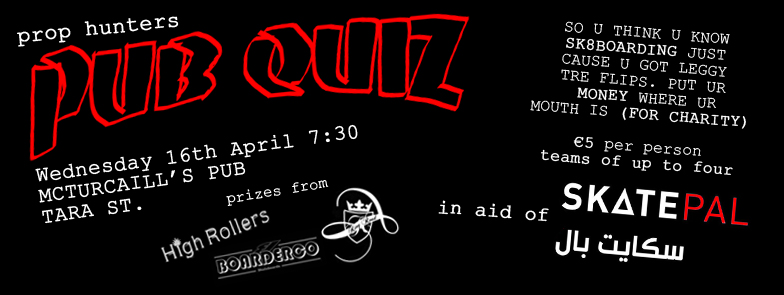 prop hunters
PUB QUIZ
Wednesday 16th April 7:30
MCTURCAILL'S PUB
TARA ST.
prizes from
High Rollers
BOARDERCO
SO U THINK U KNOW
SK8BOARDING JUST
CAUSE U GOT LEGGY
TRE FLIPS. PUT UR
MONEY WHERE UR
MOUTH IS (FOR CHARITY)
€5 per person
teams of up to four
in aid of SKATEPAL
سكايت بال